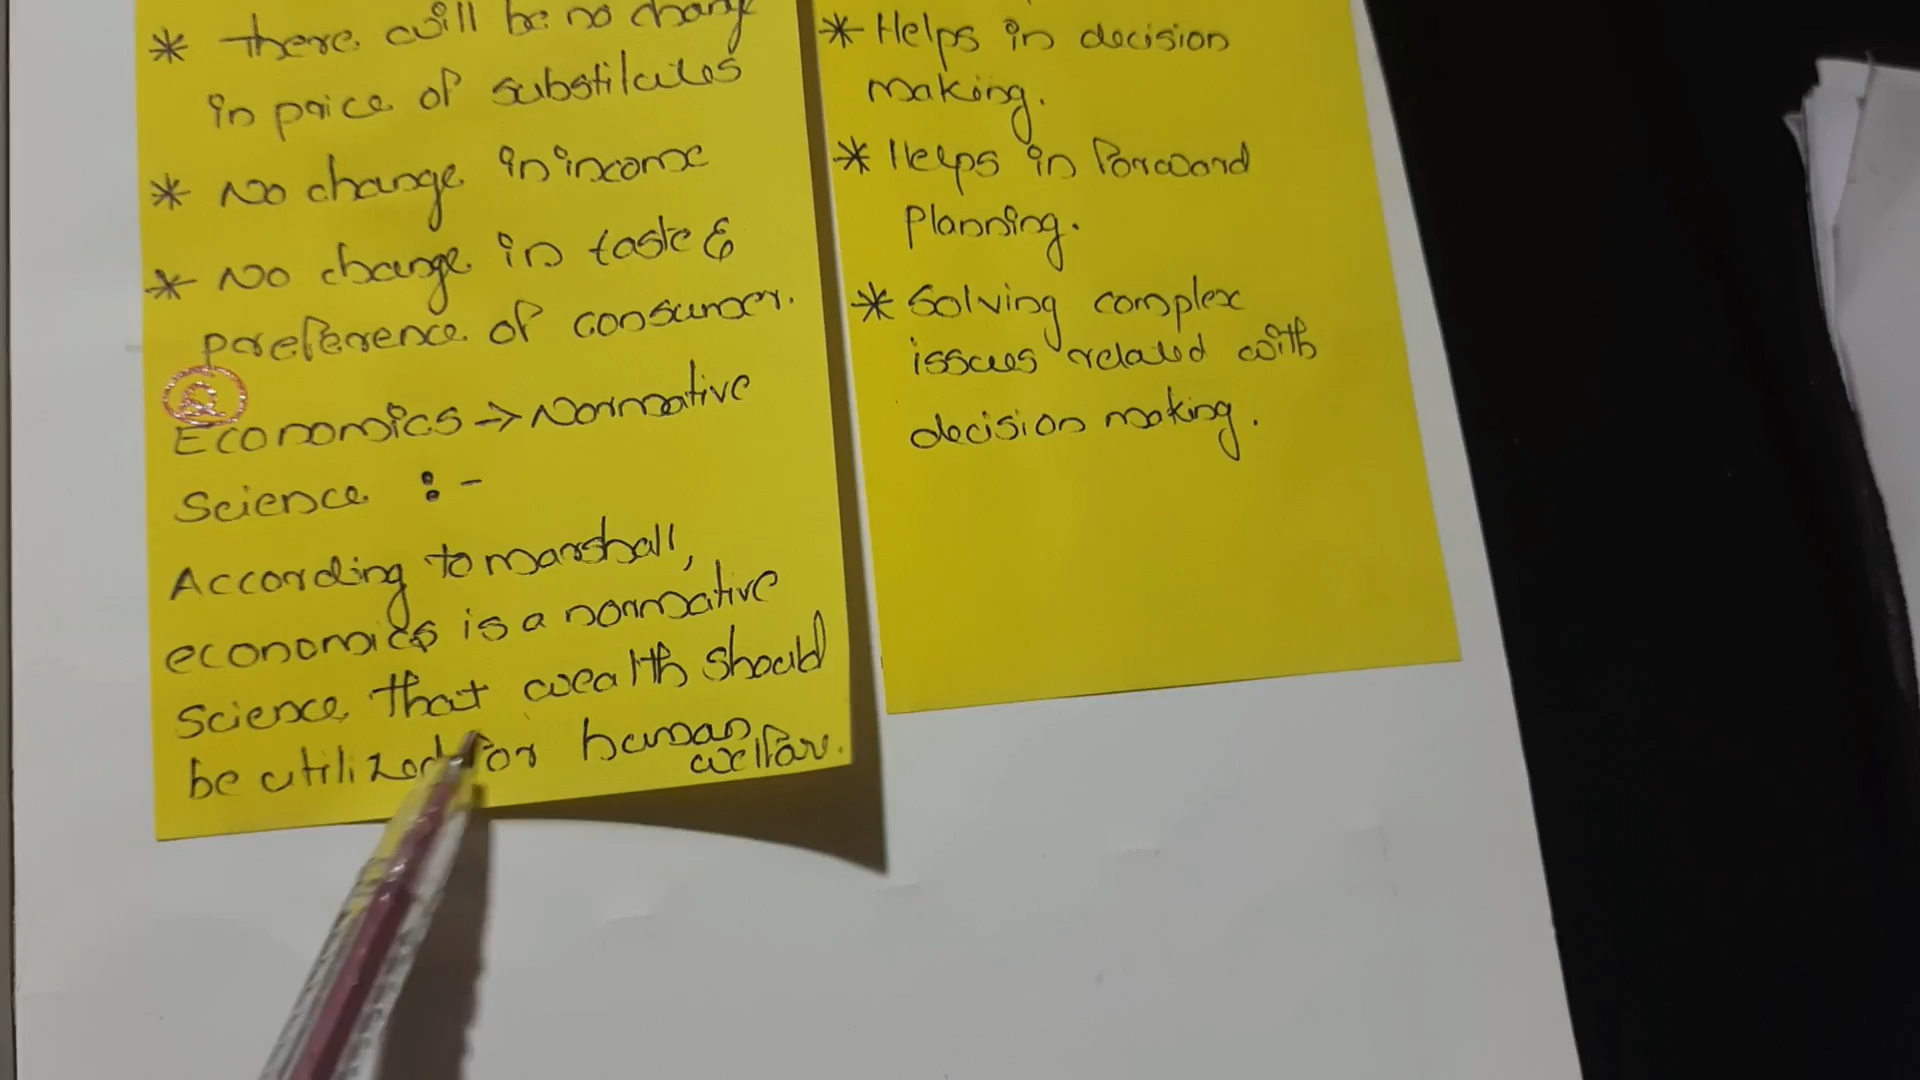 * there will be no change
in price of substitutes
* No change in income
* No change in taste &
preference of consumer.
Q
Economics → Normative
Science :-
According to marshall,
economics is a normative
science that wealth should
be utilized for human
welfare.
* Helps in decision
making.
* Helps in forward
planning.
* Solving complex
issues related with
decision making.